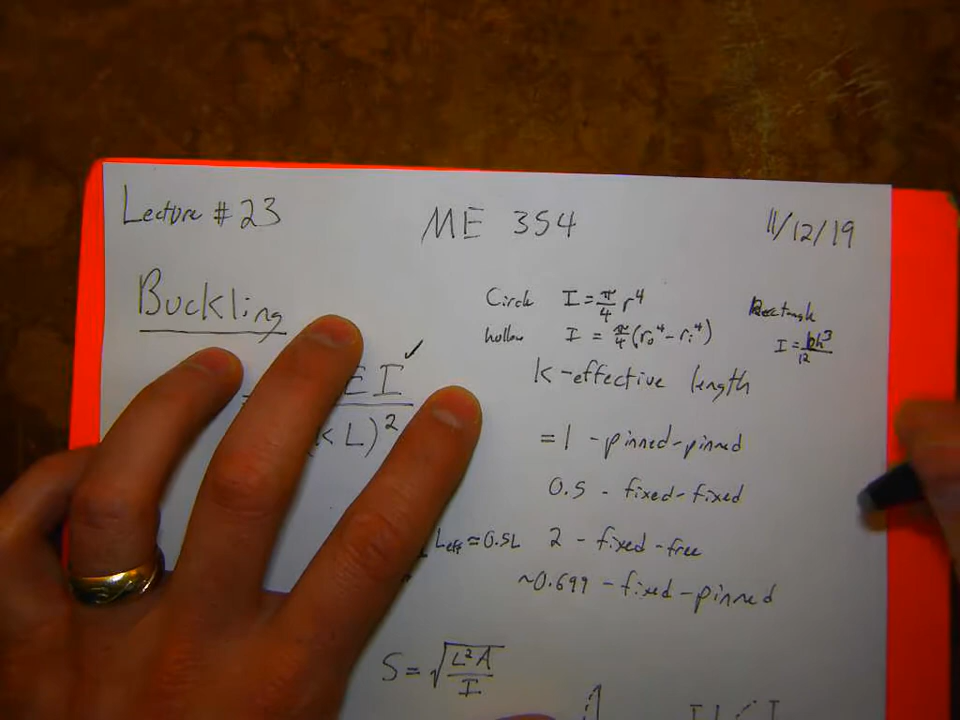 Lecture # 23 ME 354 11/12/19
Buckling
Circle I = π/4 r⁴
hollow I = π/4 (r₀⁴ - rᵢ⁴)
Rectangle
I = bh³/12
EI ✓
K L)²
K - effective length
= 1 - pinned-pinned
0.5 - fixed-fixed
Leff = 0.5L 2 - fixed-free
~0.699 - fixed-pinned
S = √(L²A/I)